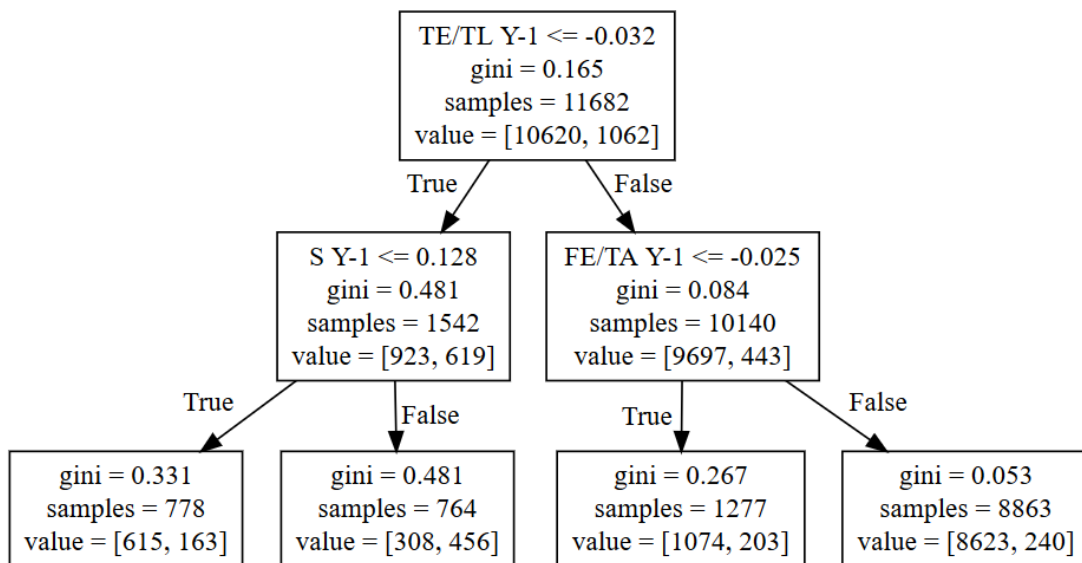 TE/TL Y-1 <= -0.032
gini = 0.165
samples = 11682
value = [10620, 1062]
True
False
S Y-1 <= 0.128
gini = 0.481
samples = 1542
value = [923, 619]
FE/TA Y-1 <= -0.025
gini = 0.084
samples = 10140
value = [9697, 443]
True
False
True
False
gini = 0.331
samples = 778
value = [615, 163]
gini = 0.481
samples = 764
value = [308, 456]
gini = 0.267
samples = 1277
value = [1074, 203]
gini = 0.053
samples = 8863
value = [8623, 240]